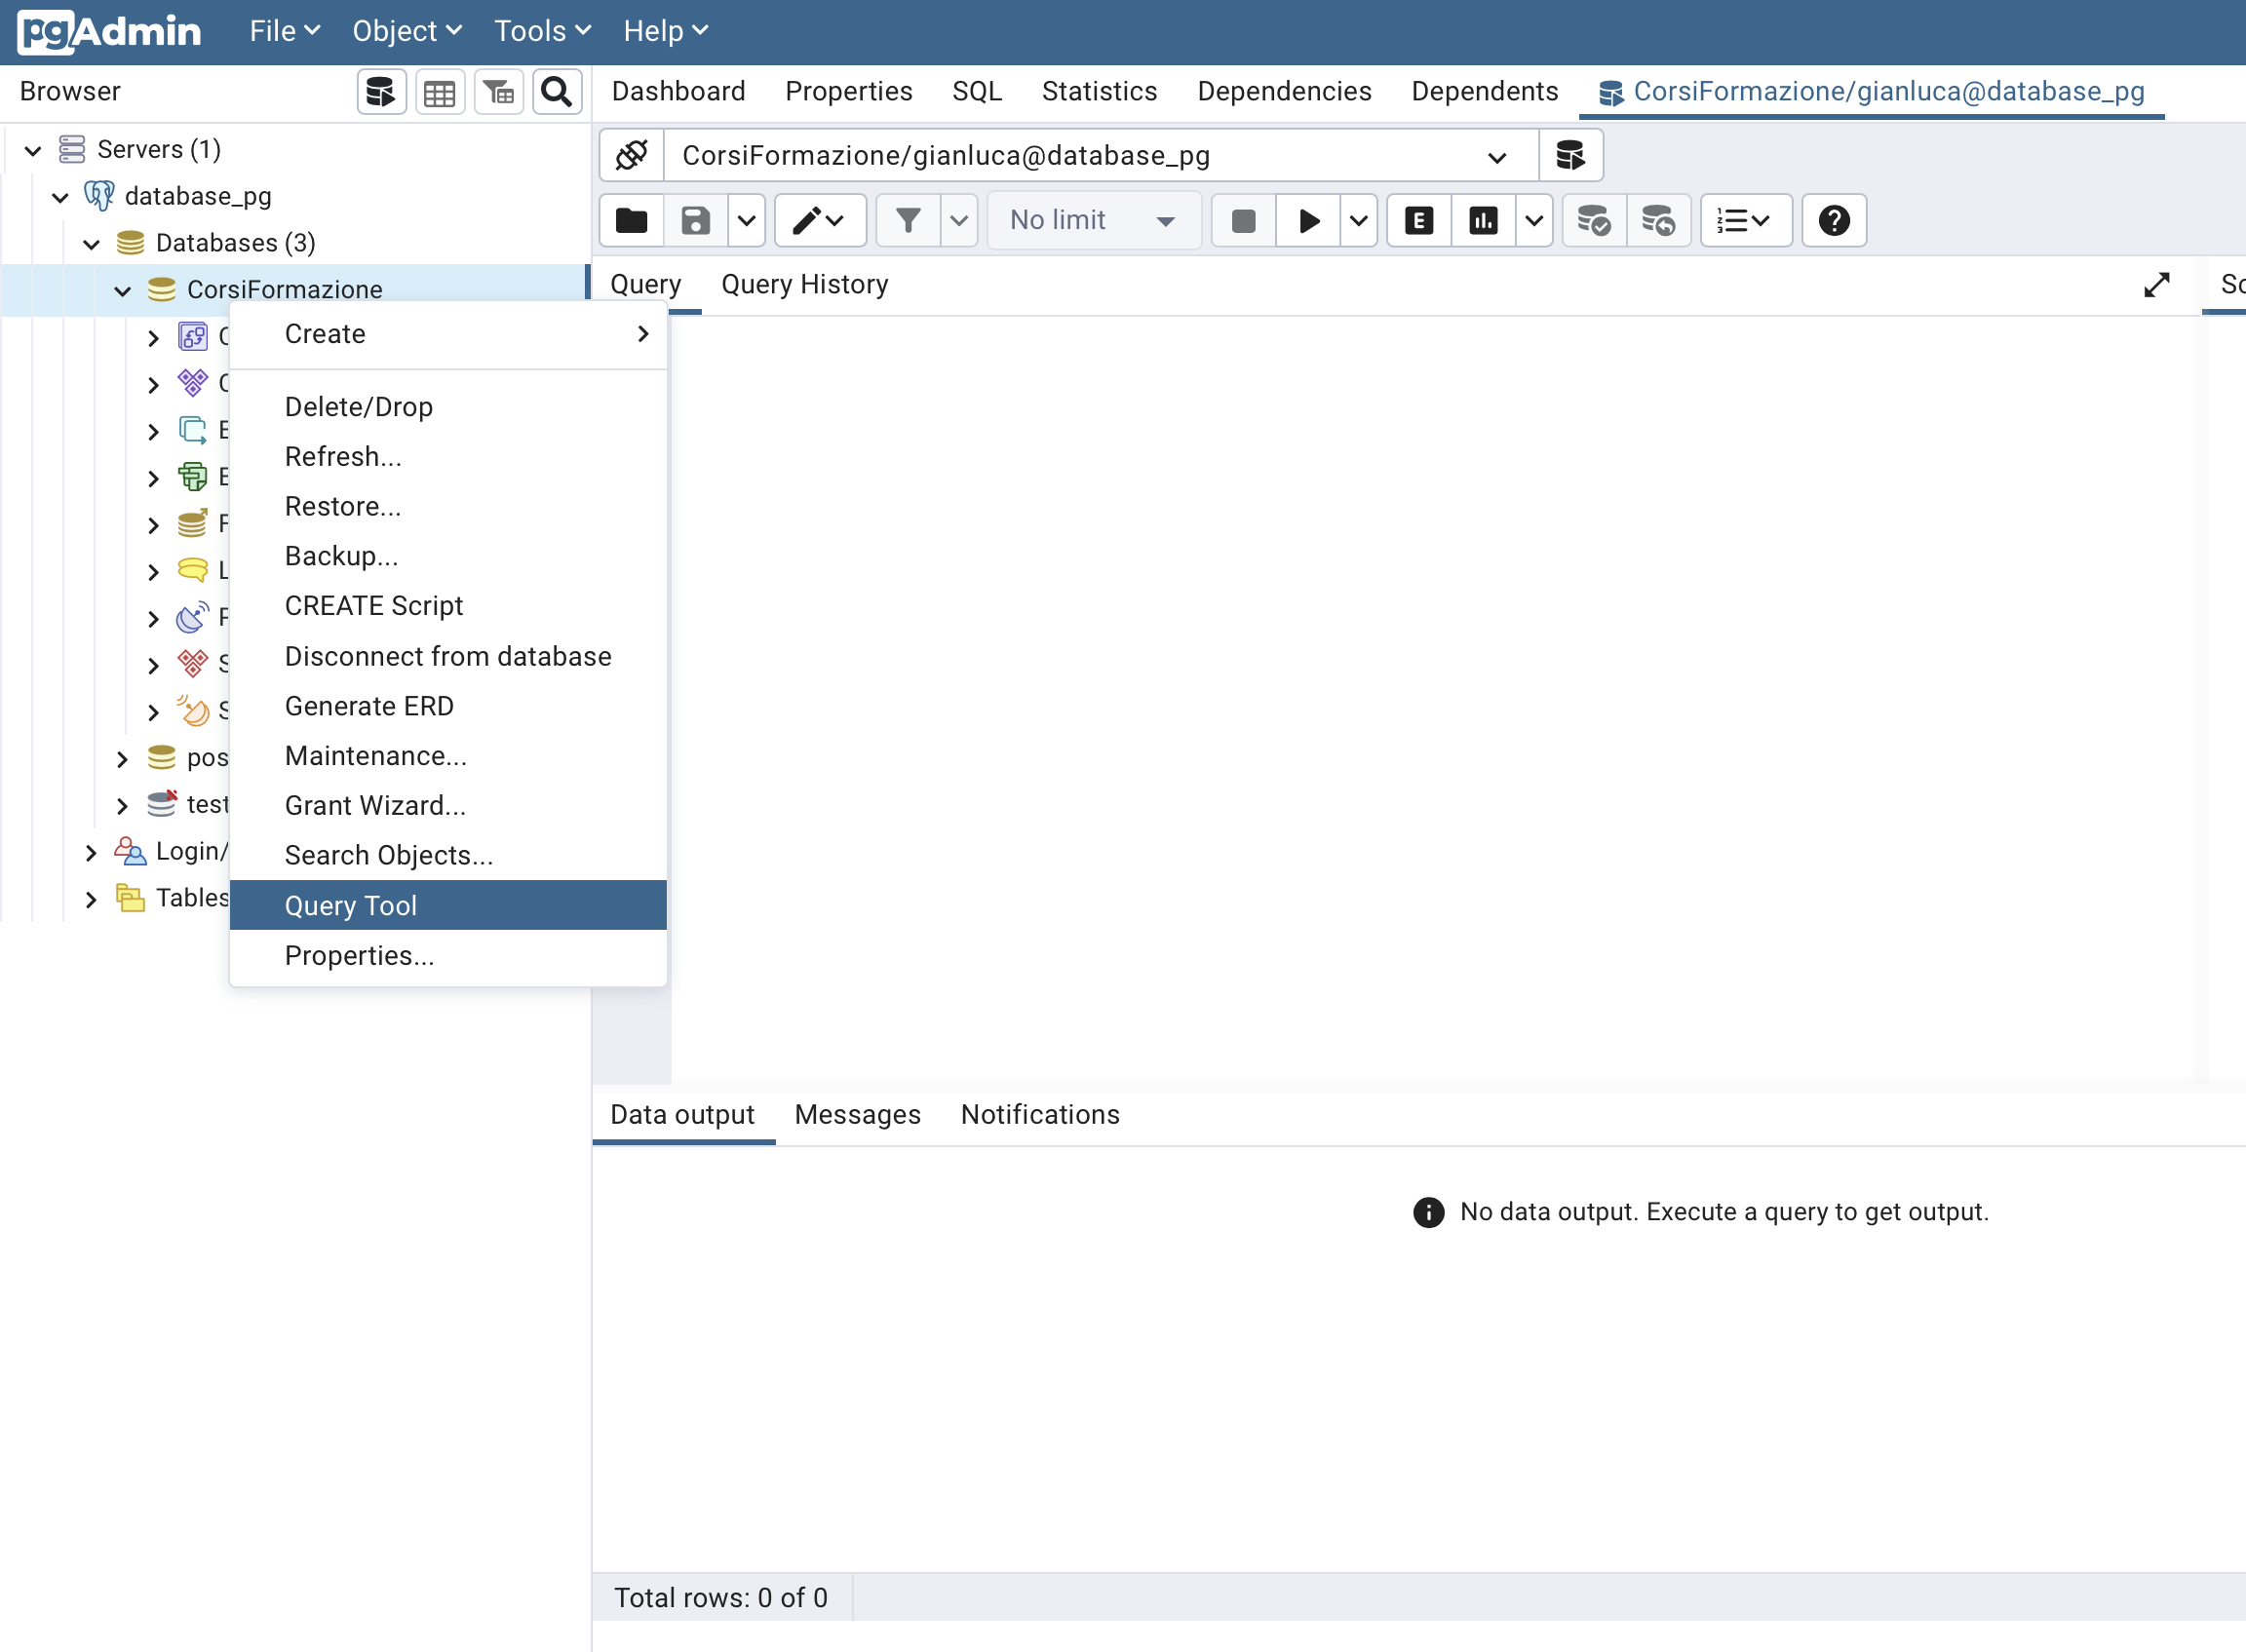 pgAdmin File Object Tools Help
Browser
Dashboard Properties SQL Statistics Dependencies Dependents CorsiFormazione/gianluca@database_pg
Servers (1)
database_pg
Databases (3)
CorsiFormazione
Login/
Tables
CorsiFormazione/gianluca@database_pg
No limit
E
Query Query History
Create
Delete/Drop
Refresh...
Restore...
Backup...
CREATE Script
Disconnect from database
Generate ERD
Maintenance...
Grant Wizard...
Search Objects...
Query Tool
Properties...
Data output Messages Notifications
No data output. Execute a query to get output.
Total rows: 0 of 0